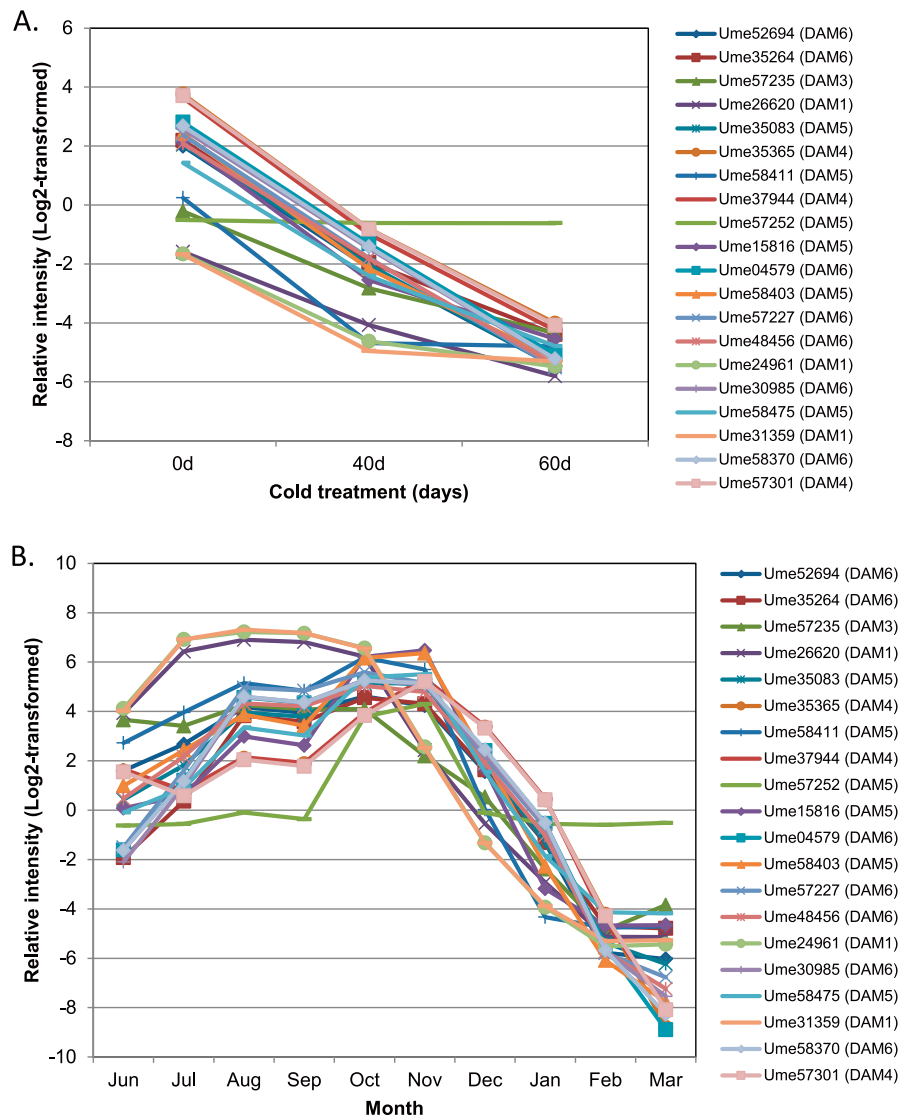 A.
6
4
2
0
-2
-4
-6
-8
Relative intensity (Log2-transformed)
0d 40d 60d
Cold treatment (days)
Ume52694 (DAM6)
Ume35264 (DAM6)
Ume57235 (DAM3)
Ume26620 (DAM1)
Ume35083 (DAM5)
Ume35365 (DAM4)
Ume58411 (DAM5)
Ume37944 (DAM4)
Ume57252 (DAM5)
Ume15816 (DAM5)
Ume04579 (DAM6)
Ume58403 (DAM5)
Ume57227 (DAM6)
Ume48456 (DAM6)
Ume24961 (DAM1)
Ume30985 (DAM6)
Ume58475 (DAM5)
Ume31359 (DAM1)
Ume58370 (DAM6)
Ume57301 (DAM4)
B.
10
8
6
4
2
0
-2
-4
-6
-8
-10
Relative intensity (Log2-transformed)
Jun Jul Aug Sep Oct Nov Dec Jan Feb Mar
Month
Ume52694 (DAM6)
Ume35264 (DAM6)
Ume57235 (DAM3)
Ume26620 (DAM1)
Ume35083 (DAM5)
Ume35365 (DAM4)
Ume58411 (DAM5)
Ume37944 (DAM4)
Ume57252 (DAM5)
Ume15816 (DAM5)
Ume04579 (DAM6)
Ume58403 (DAM5)
Ume57227 (DAM6)
Ume48456 (DAM6)
Ume24961 (DAM1)
Ume30985 (DAM6)
Ume58475 (DAM5)
Ume31359 (DAM1)
Ume58370 (DAM6)
Ume57301 (DAM4)